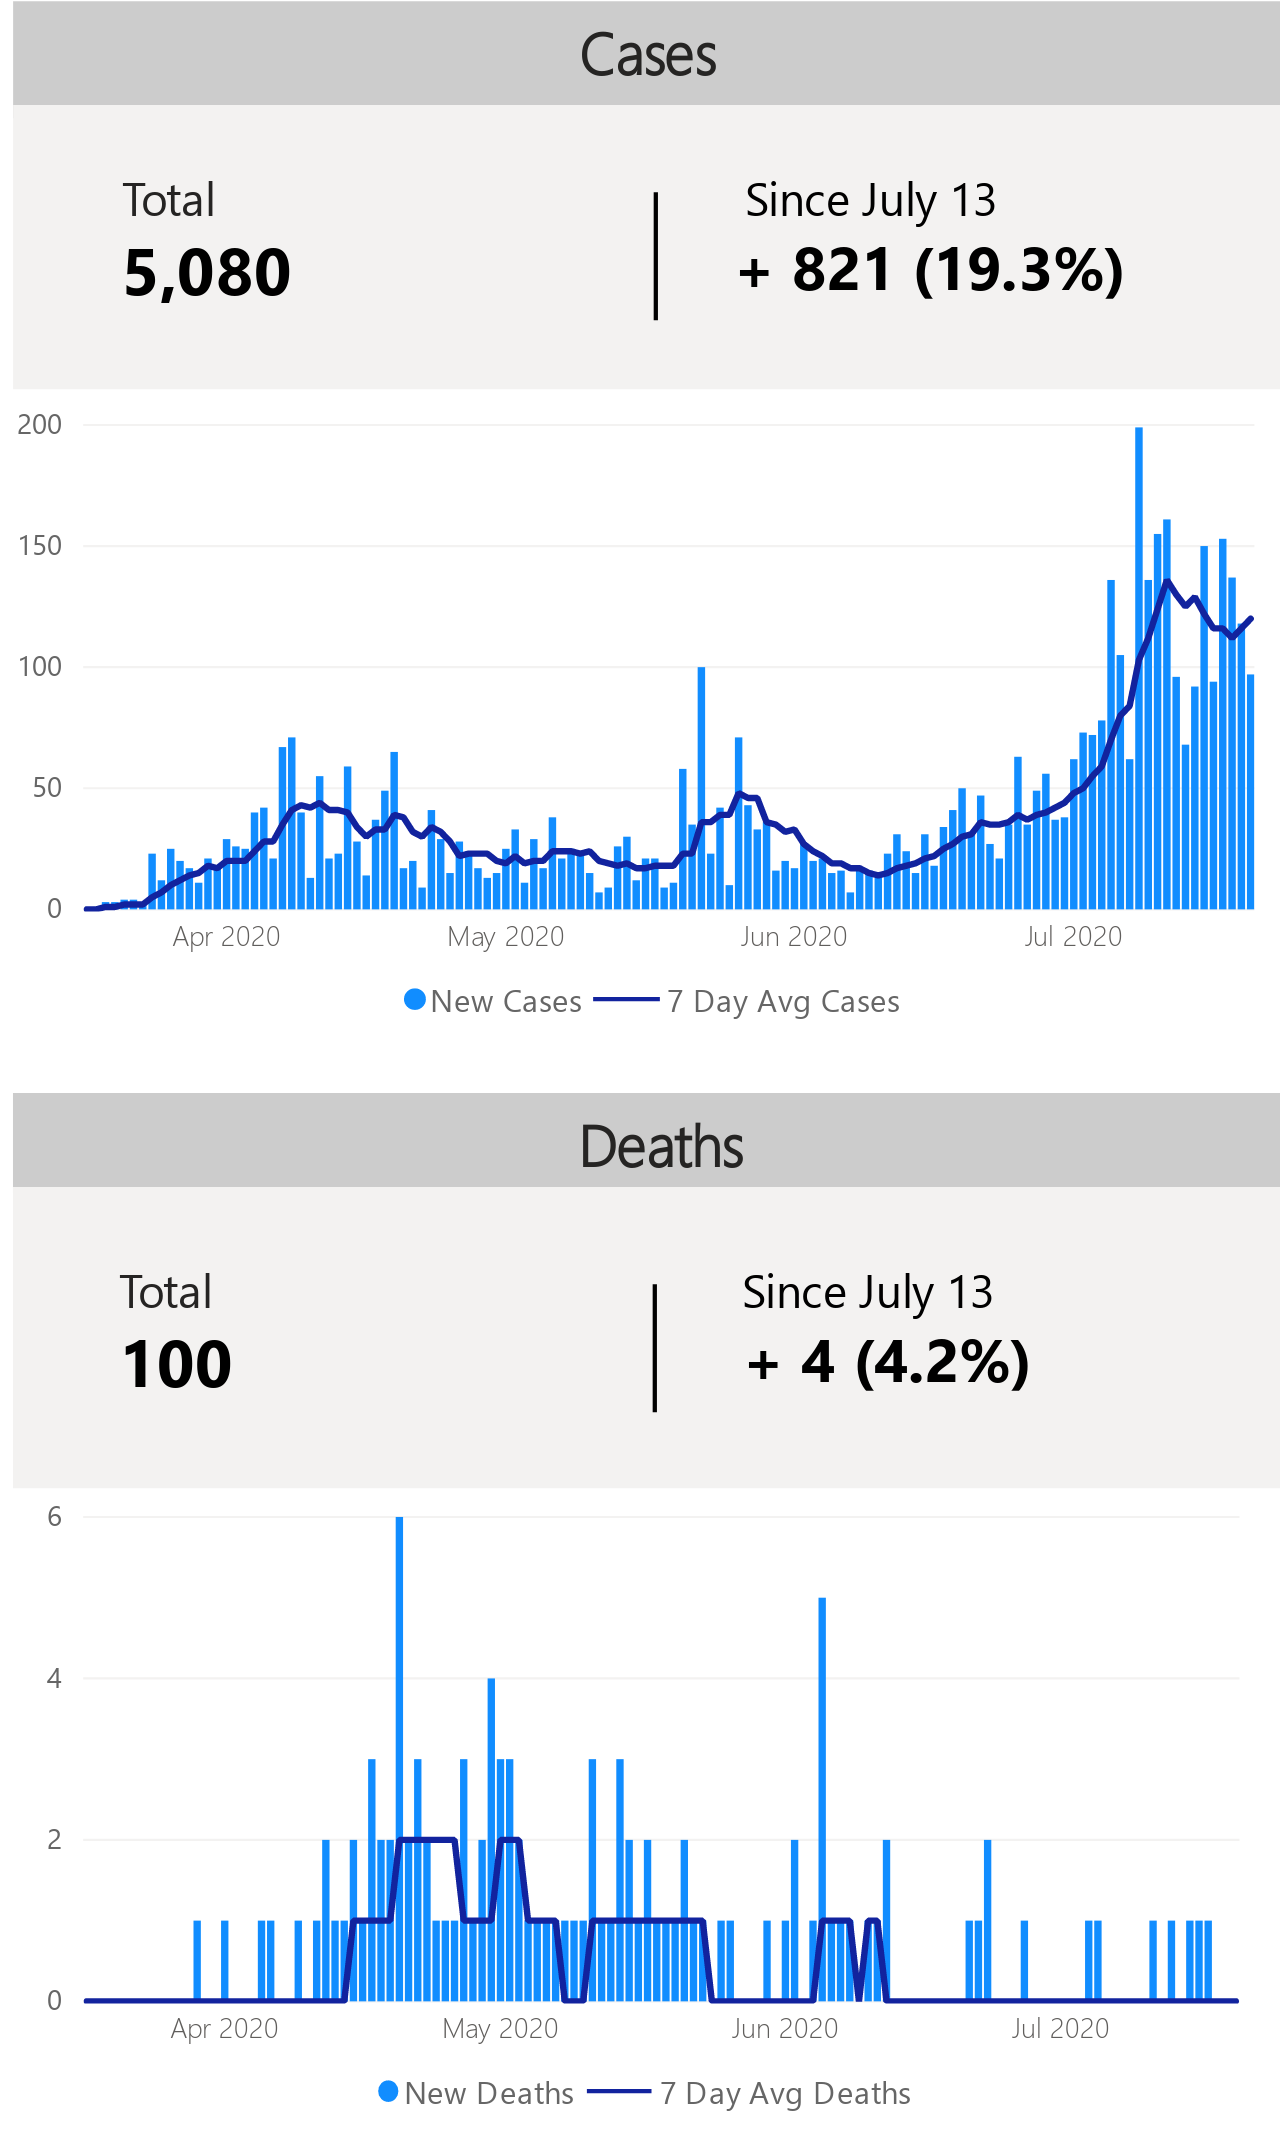 Cases
Total
Since July 13
5,080
+ 821 (19.3%)
200
150
100
50
0
Apr 2020 May 2020 Jun 2020 Jul 2020
New Cases 7 Day Avg Cases
Deaths
Total
Since July 13
100
+ 4 (4.2%)
6
4
2
0
Apr 2020 May 2020 Jun 2020 Jul 2020
New Deaths 7 Day Avg Deaths